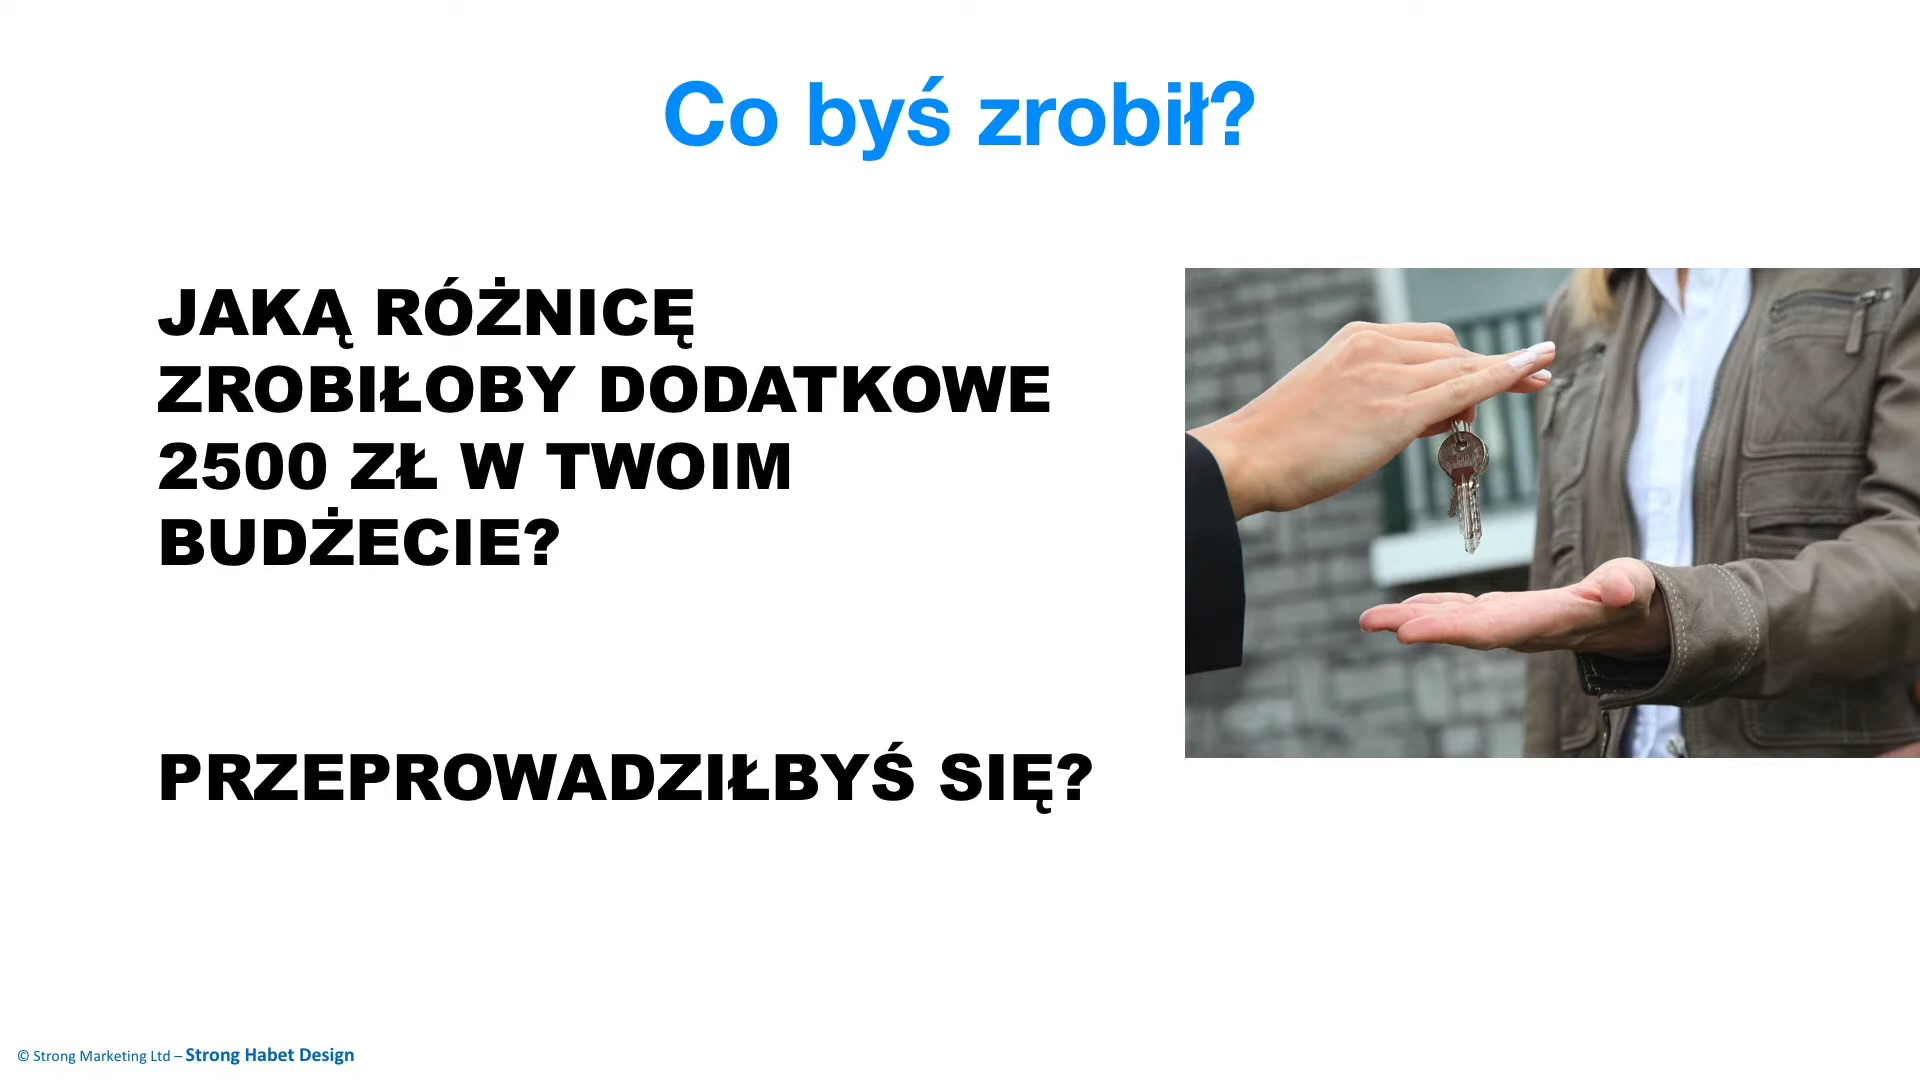 Co byś zrobił?
JAKĄ RÓŻNICĘ
ZROBIŁOBY DODATKOWE
2500 ZŁ W TWOIM
BUDŻECIE?
PRZEPROWADZIŁBYŚ SIĘ?
© Strong Marketing Ltd – Strong Habet Design